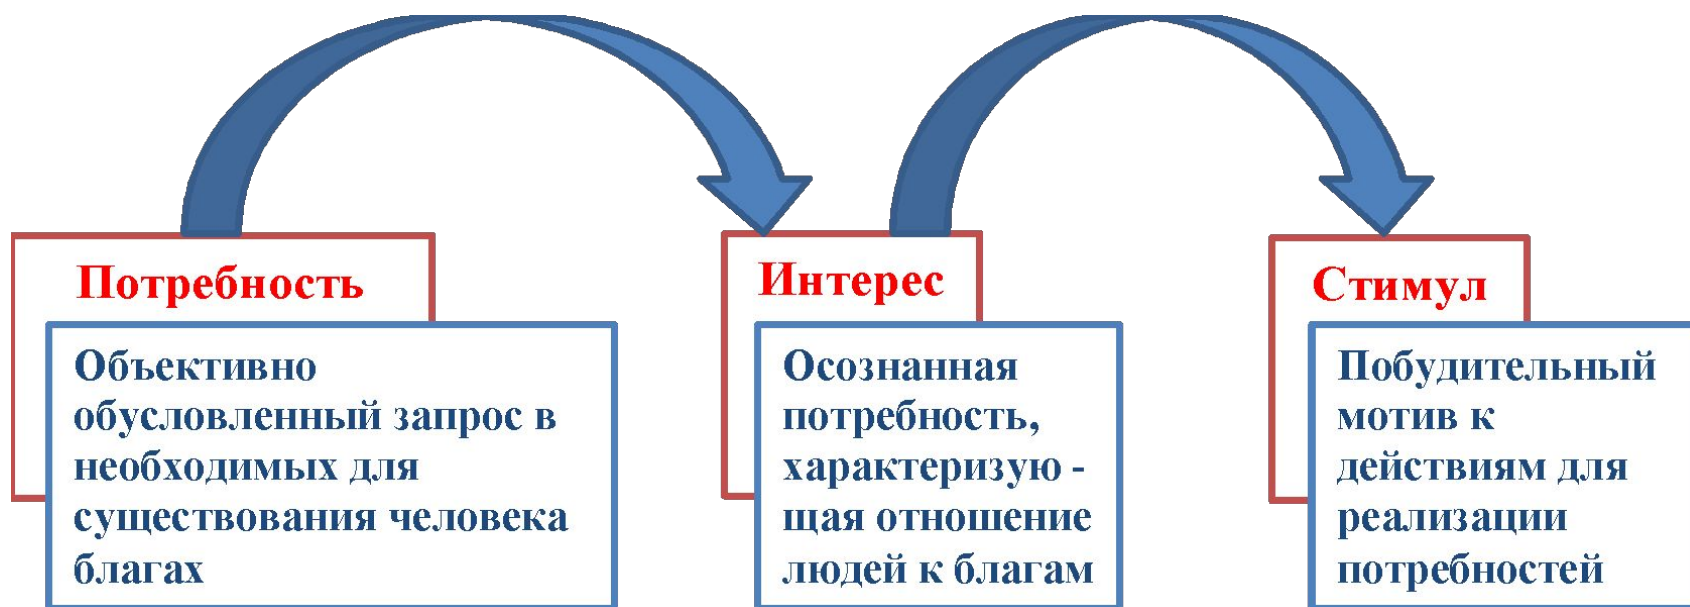 Потребность
Объективно
обусловленный запрос в
необходимых для
существования человека
благах
Интерес
Осознанная
потребность,
характеризую -
щая отношение
людей к благам
Стимул
Побудительный
мотив к
действиям для
реализации
потребностей